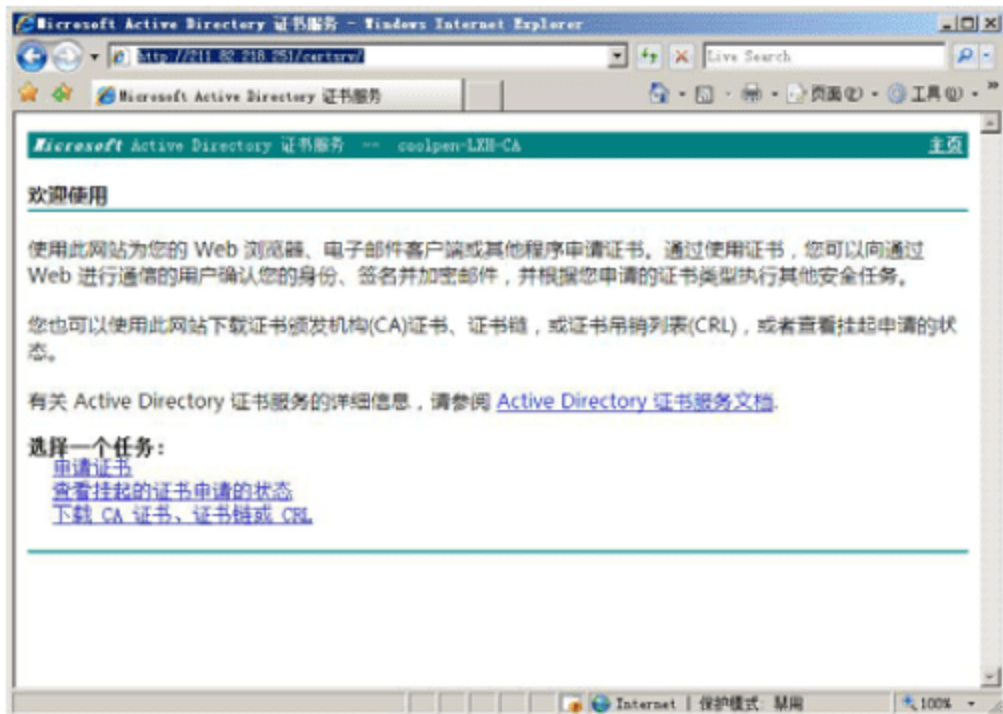 Microsoft Active Directory 证书服务 - Windows Internet Explorer
http://211.82.218.251/certsrv/
Live Search
Microsoft Active Directory 证书服务
页面(P)
工具(O)
Microsoft Active Directory 证书服务 -- coolpen-LXH-CA 主页
欢迎使用
使用此网站为您的 Web 浏览器、电子邮件客户端或其他程序申请证书。通过使用证书，您可以向通过
Web 进行通信的用户确认您的身份、签名并加密邮件，并根据您申请的证书类型执行其他安全任务。
您也可以使用此网站下载证书颁发机构(CA)证书、证书链，或证书吊销列表(CRL)，或者查看挂起申请的状
态。
有关 Active Directory 证书服务的详细信息，请参阅 Active Directory 证书服务文档.
选择一个任务:
申请证书
查看挂起的证书申请的状态
下载 CA 证书、证书链或 CRL
Internet | 保护模式: 禁用
100%